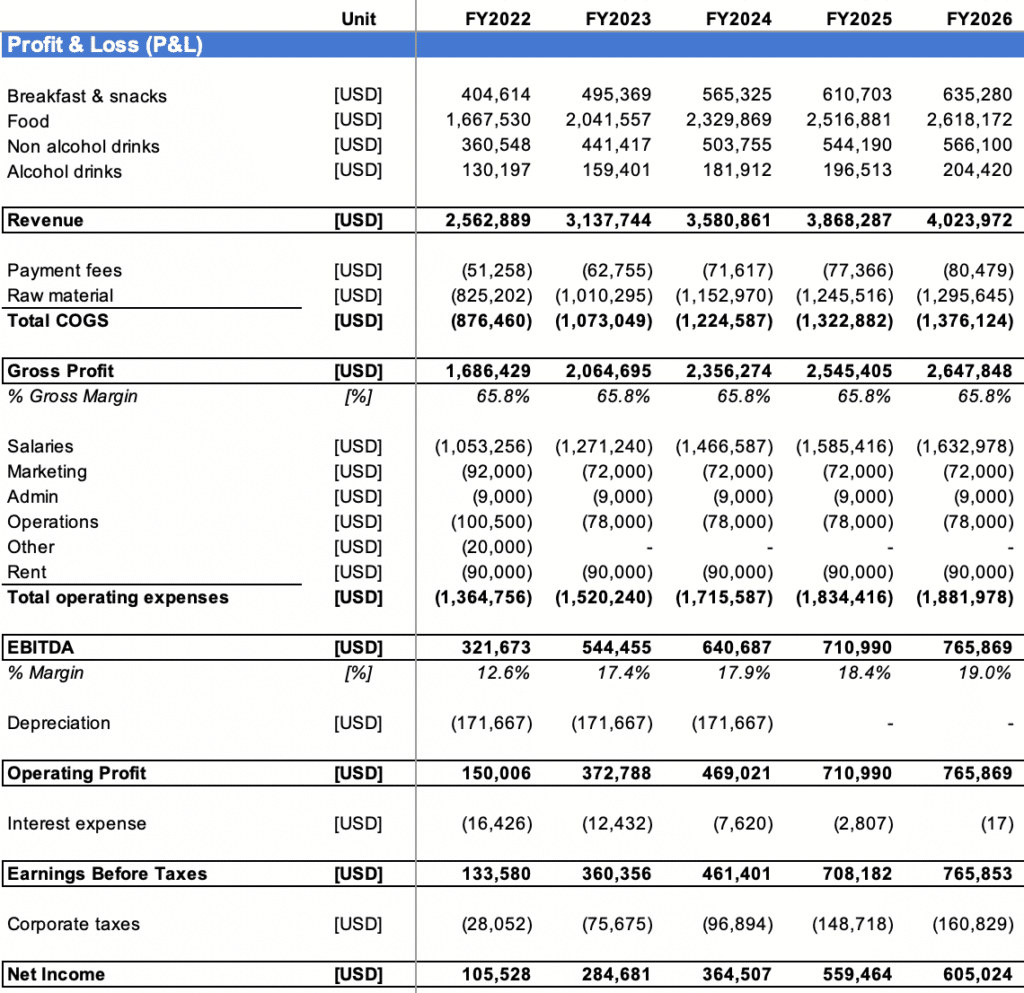 Unit FY2022 FY2023 FY2024 FY2025 FY2026
Profit & Loss (P&L)
Breakfast & snacks [USD] 404,614 495,369 565,325 610,703 635,280
Food [USD] 1,667,530 2,041,557 2,329,869 2,516,881 2,618,172
Non alcohol drinks [USD] 360,548 441,417 503,755 544,190 566,100
Alcohol drinks [USD] 130,197 159,401 181,912 196,513 204,420
Revenue [USD] 2,562,889 3,137,744 3,580,861 3,868,287 4,023,972
Payment fees [USD] (51,258) (62,755) (71,617) (77,366) (80,479)
Raw material [USD] (825,202) (1,010,295) (1,152,970) (1,245,516) (1,295,645)
Total COGS [USD] (876,460) (1,073,049) (1,224,587) (1,322,882) (1,376,124)
Gross Profit [USD] 1,686,429 2,064,695 2,356,274 2,545,405 2,647,848
% Gross Margin [%] 65.8% 65.8% 65.8% 65.8% 65.8%
Salaries [USD] (1,053,256) (1,271,240) (1,466,587) (1,585,416) (1,632,978)
Marketing [USD] (92,000) (72,000) (72,000) (72,000) (72,000)
Admin [USD] (9,000) (9,000) (9,000) (9,000) (9,000)
Operations [USD] (100,500) (78,000) (78,000) (78,000) (78,000)
Other [USD] (20,000) - - - -
Rent [USD] (90,000) (90,000) (90,000) (90,000) (90,000)
Total operating expenses [USD] (1,364,756) (1,520,240) (1,715,587) (1,834,416) (1,881,978)
EBITDA [USD] 321,673 544,455 640,687 710,990 765,869
% Margin [%] 12.6% 17.4% 17.9% 18.4% 19.0%
Depreciation [USD] (171,667) (171,667) (171,667) - -
Operating Profit [USD] 150,006 372,788 469,021 710,990 765,869
Interest expense [USD] (16,426) (12,432) (7,620) (2,807) (17)
Earnings Before Taxes [USD] 133,580 360,356 461,401 708,182 765,853
Corporate taxes [USD] (28,052) (75,675) (96,894) (148,718) (160,829)
Net Income [USD] 105,528 284,681 364,507 559,464 605,024